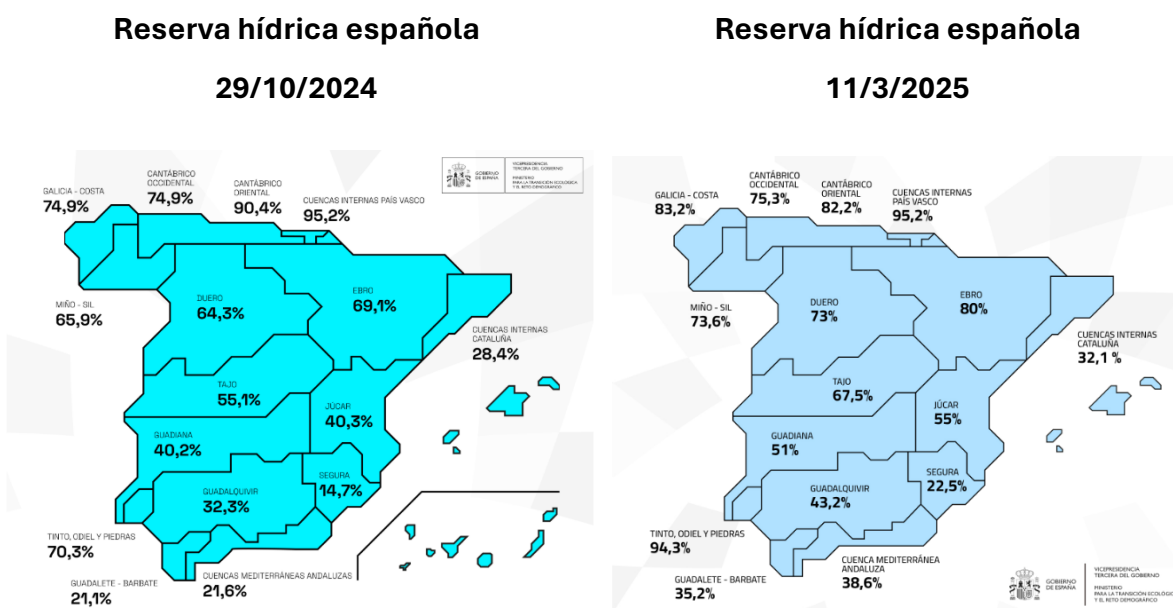 Reserva hídrica española
29/10/2024
GALICIA - COSTA
74,9%
CANTÁBRICO
OCCIDENTAL
74,9%
CANTÁBRICO
ORIENTAL
90,4%
CUENCAS INTERNAS PAÍS VASCO
95,2%
GOBIERNO
DE ESPAÑA
VICEPRESIDENCIA
TERCERA DEL GOBIERNO
MINISTERIO
PARA LA TRANSICIÓN ECOLÓGICA
Y EL RETO DEMOGRÁFICO
MIÑO - SIL
65,9%
DUERO
64,3%
EBRO
69,1%
CUENCAS INTERNAS
CATALUÑA
28,4%
TAJO
55,1%
JÚCAR
40,3%
GUADIANA
40,2%
SEGURA
14,7%
GUADALQUIVIR
32,3%
TINTO, ODIEL Y PIEDRAS
70,3%
GUADALETE - BARBATE
21,1%
CUENCAS MEDITERRÁNEAS ANDALUZAS
21,6%
Reserva hídrica española
11/3/2025
GALICIA - COSTA
83,2%
CANTÁBRICO
OCCIDENTAL
75,3%
CANTÁBRICO
ORIENTAL
82,2%
CUENCAS INTERNAS
PAÍS VASCO
95,2%
MIÑO - SIL
73,6%
DUERO
73%
EBRO
80%
CUENCAS INTERNAS
CATALUÑA
32,1 %
TAJO
67,5%
JÚCAR
55%
GUADIANA
51%
SEGURA
22,5%
GUADALQUIVIR
43,2%
TINTO, ODIEL Y PIEDRAS
94,3%
GUADALETE - BARBATE
35,2%
CUENCA MEDITERRÁNEA
ANDALUZA
38,6%
GOBIERNO
DE ESPAÑA
VICEPRESIDENCIA
TERCERA DEL GOBIERNO
MINISTERIO
PARA LA TRANSICIÓN ECOLÓGICA
Y EL RETO DEMOGRÁFICO